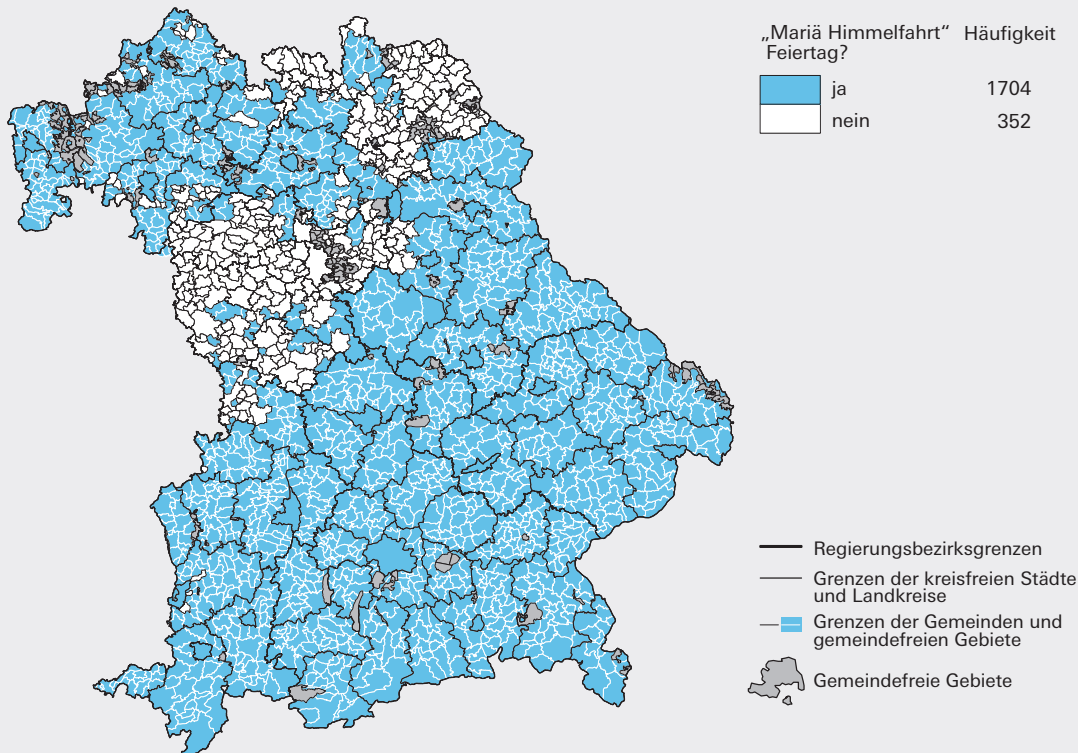 „Mariä Himmelfahrt“ Häufigkeit
Feiertag?
ja 1704
nein 352
Regierungsbezirksgrenzen
Grenzen der kreisfreien Städte
und Landkreise
Grenzen der Gemeinden und
gemeindefreien Gebiete
Gemeindefreie Gebiete